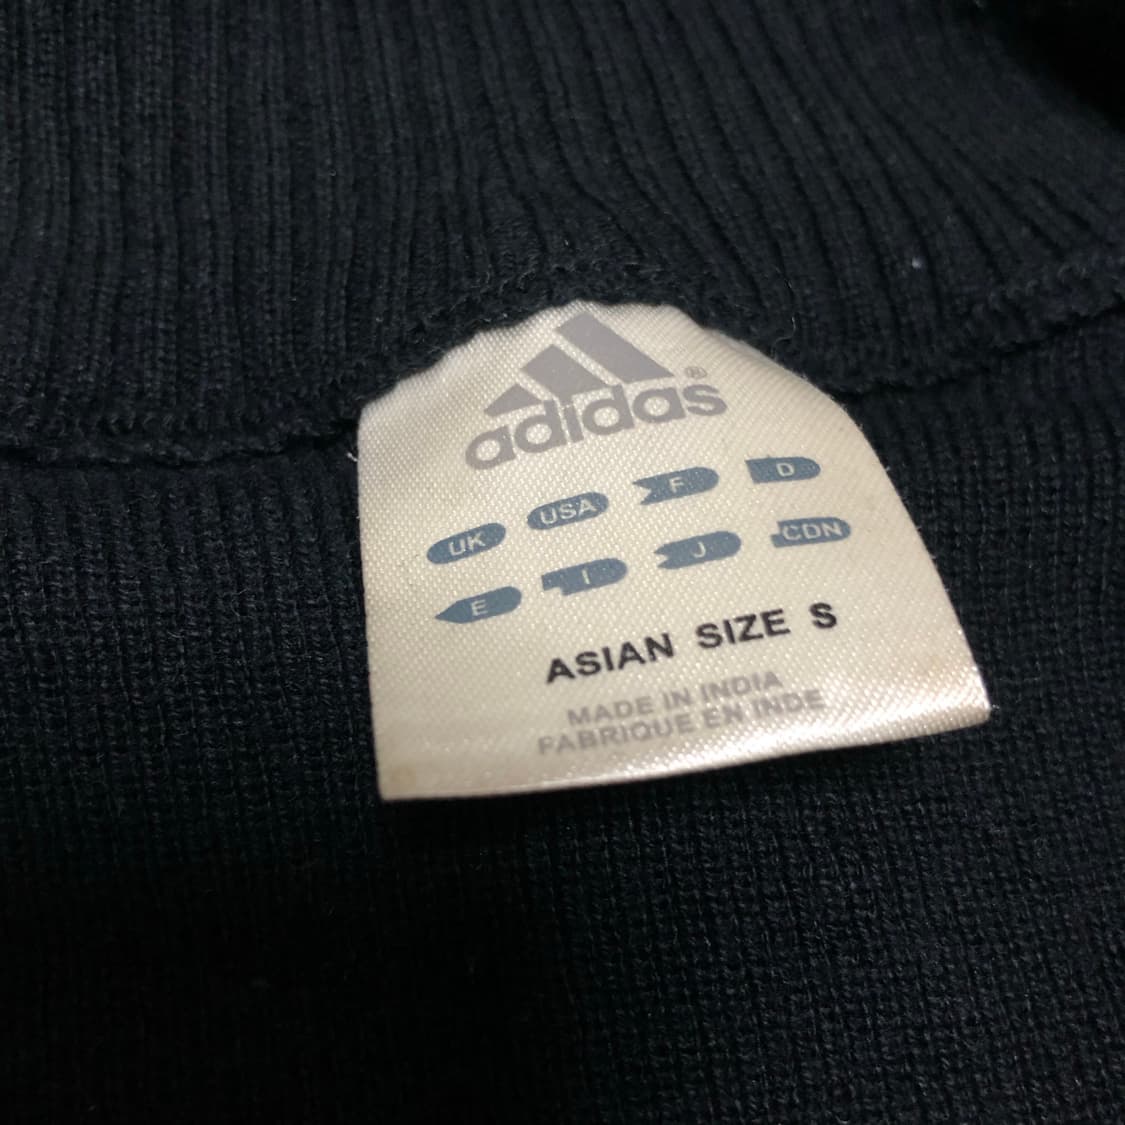 adidas®
UK USA F D
E I J CDN
ASIAN SIZE S
MADE IN INDIA
FABRIQUE EN INDE